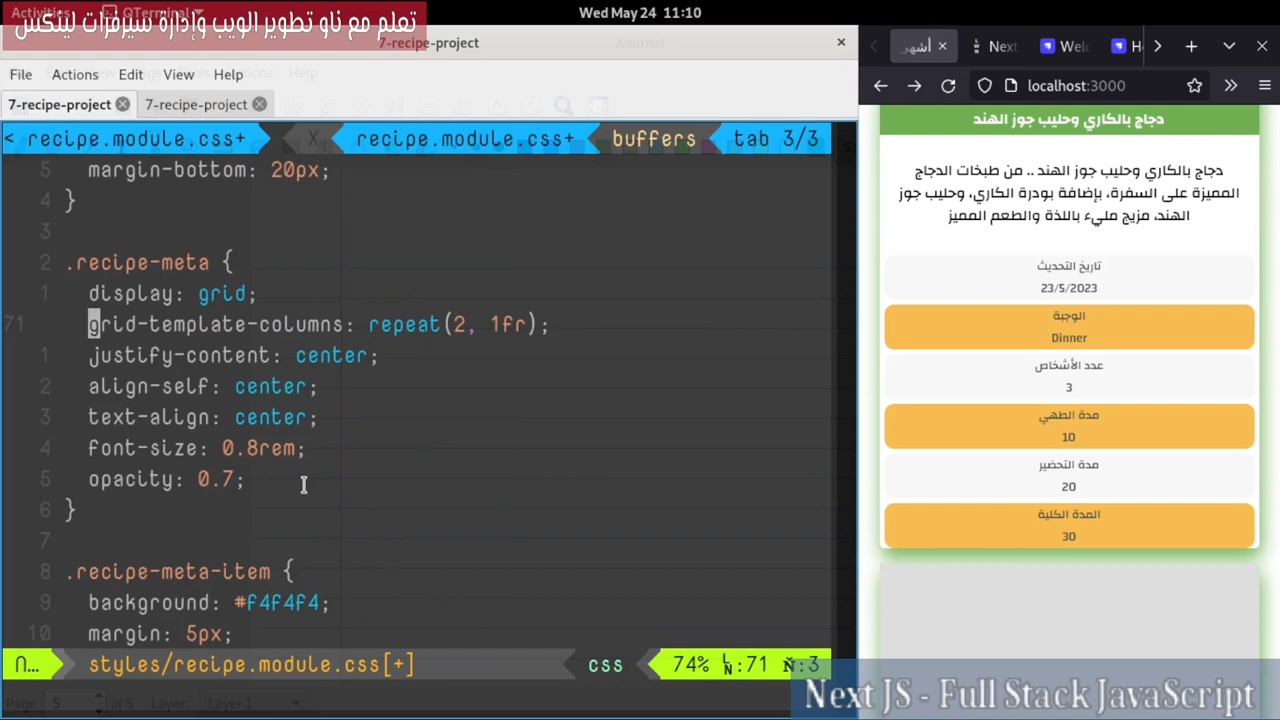 Activities
QTerminal
Wed May 24 11:10
تعلم مع ناو تطوير الويب وإدارة سيرفرات لينكس
7-recipe-project
Xournal
File Actions Edit View Help
7-recipe-project
7-recipe-project
< recipe.module.css+
X
recipe.module.css+
buffers
tab 3/3
5 margin-bottom: 20px;
4 }
3
2 .recipe-meta {
1 display: grid;
71 grid-template-columns: repeat(2, 1fr);
1 justify-content: center;
2 align-self: center;
3 text-align: center;
4 font-size: 0.8rem;
5 opacity: 0.7;
6 }
7
8 .recipe-meta-item {
9 background: #f4f4f4;
10 margin: 5px;
styles/recipe.module.css[+]
css
74% LN:71
:3
Page 5 of 5 Layer: Layer 1
أشهى
Next
Welc
He
localhost:3000
دجاج بالكاري وحليب جوز الهند
دجاج بالكاري وحليب جوز الهند .. من طبخات الدجاج
المميزة على السفرة، بإضافة بودرة الكاري، وحليب جوز
الهند، مزيج مليء باللذة والطعم المميز
تاريخ التحديث
23/5/2023
الوجبة
Dinner
عدد الأشخاص
3
مدة الطهي
10
مدة التحضير
20
المدة الكلية
30
Next JS - Full Stack JavaScript